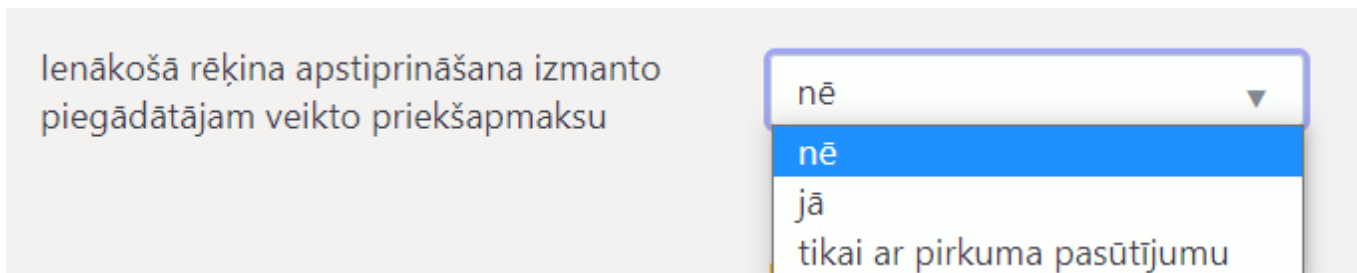 Ienākošā rēķina apstiprināšana izmanto
piegādātājam veikto priekšapmaksu
nē
nē
jā
tikai ar pirkuma pasūtījumu